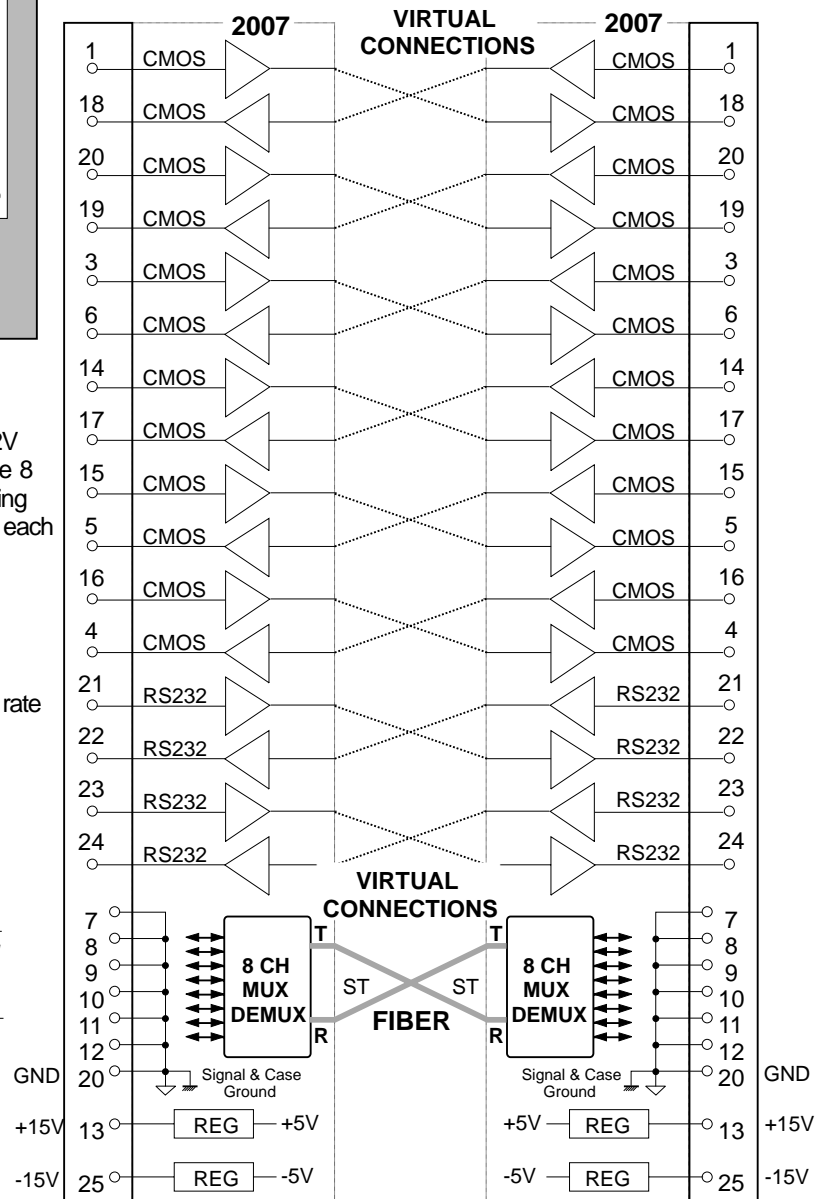 2007 VIRTUAL CONNECTIONS 2007
1 CMOS CMOS 1
18 CMOS CMOS 18
20 CMOS CMOS 20
19 CMOS CMOS 19
3 CMOS CMOS 3
6 CMOS CMOS 6
14 CMOS CMOS 14
17 CMOS CMOS 17
15 CMOS CMOS 15
5 CMOS CMOS 5
16 CMOS CMOS 16
4 CMOS CMOS 4
21 RS232 RS232 21
22 RS232 RS232 22
23 RS232 RS232 23
24 RS232 RS232 24
VIRTUAL
CONNECTIONS
7 T T 7
8 8
9 8 CH 8 CH 9
10 MUX ST ST MUX 10
11 DEMUX FIBER DEMUX 11
12 R R 12
GND 20 Signal & Case Ground Signal & Case Ground 20 GND
+15V 13 REG +5V +5V REG 13 +15V
-15V 25 REG -5V -5V REG 25 -15V
e 8
each
rate